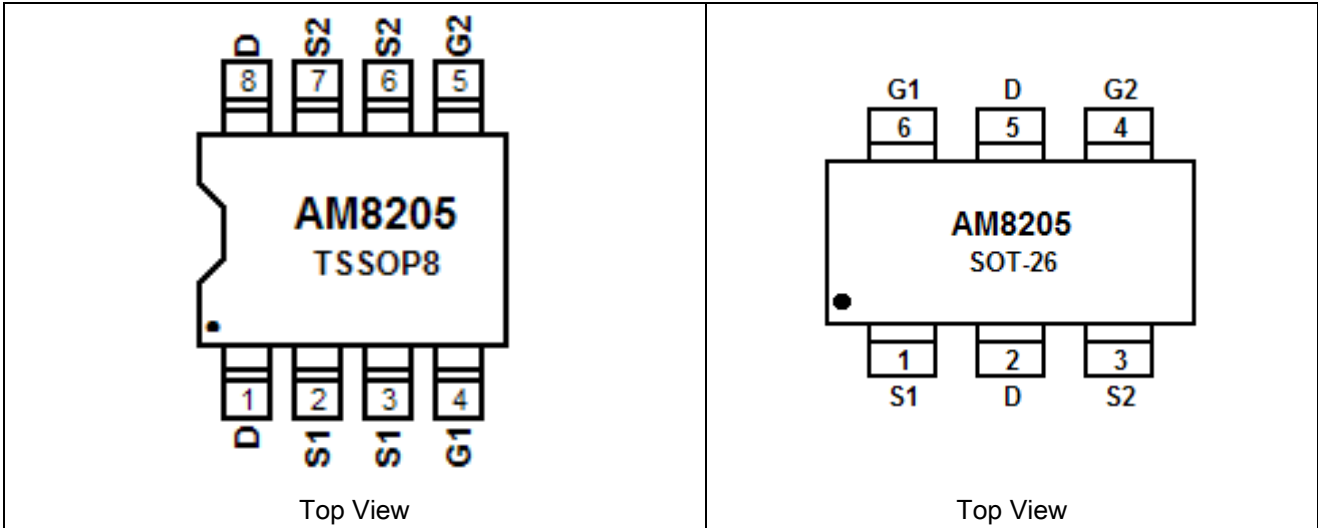 D S2 S2 G2
8 7 6 5
AM8205
TSSOP8
1 2 3 4
D S1 S1 G1
Top View
G1 D G2
6 5 4
AM8205
SOT-26
1 2 3
S1 D S2
Top View